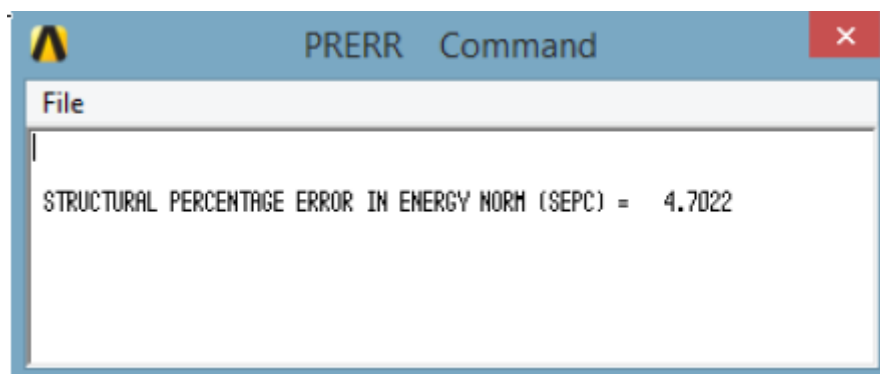 PRERR Command
File
STRUCTURAL PERCENTAGE ERROR IN ENERGY NORM (SEPC) = 4.7022